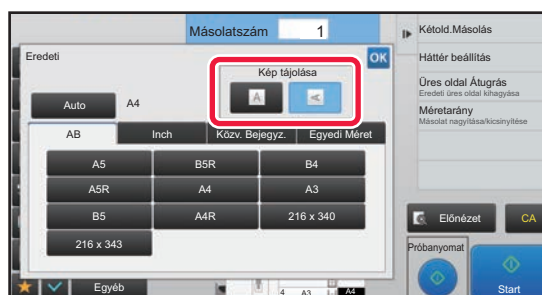 Másolatszám 1
Eredeti
OK
Kép tájolása
A A
Auto A4
AB Inch Közv. Bejegyz. Egyedi Méret
A5 B5R B4
A5R A4 A3
B5 A4R 216 x 340
216 x 343
Egyéb
4 A3 A4
Kétold.Másolás
Háttér beállítás
Üres oldal Átugrás
Eredeti üres oldal kihagyása
Méretarány
Másolat nagyítása/kicsinyítése
Előnézet CA
Próbanyomat
Start